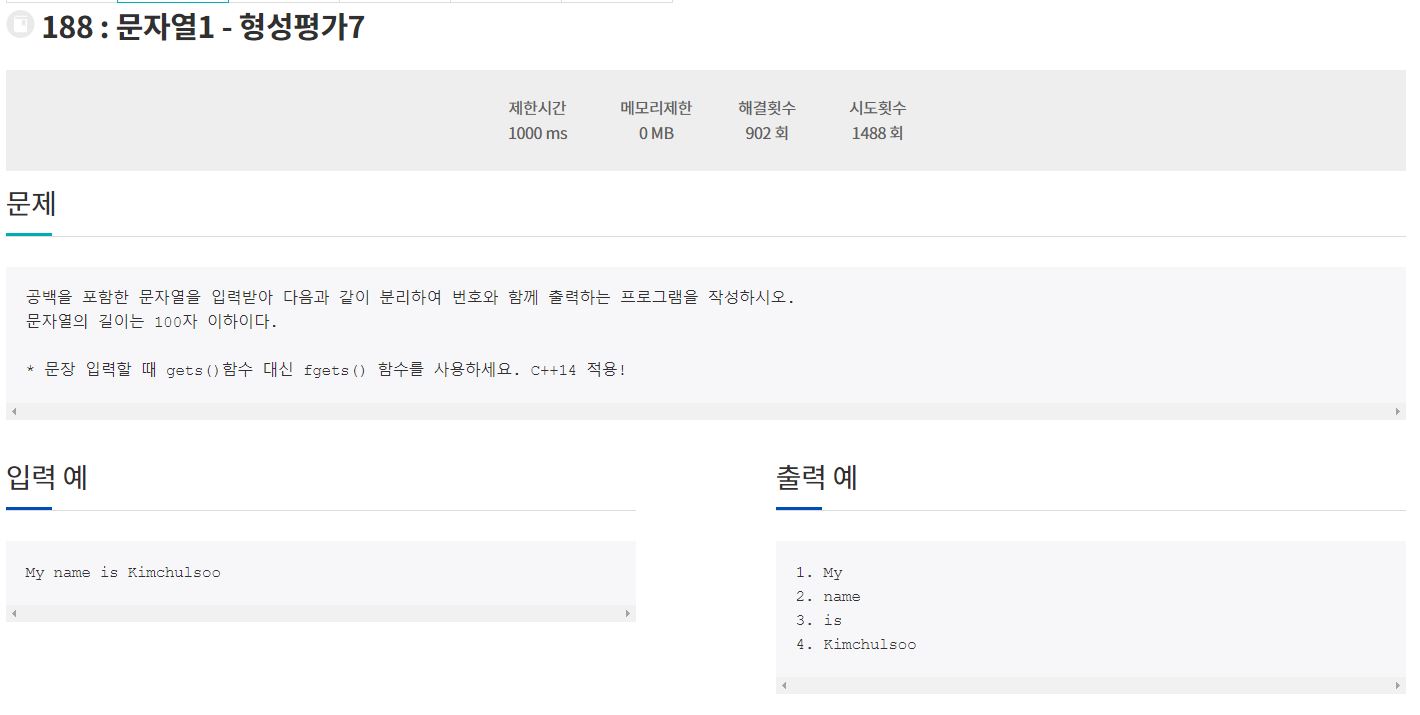 188 : 문자열1 - 형성평가7
제한시간 메모리제한 해결횟수 시도횟수
1000 ms 0 MB 902 회 1488 회
문제
공백을 포함한 문자열을 입력받아 다음과 같이 분리하여 번호와 함께 출력하는 프로그램을 작성하시오.
문자열의 길이는 100자 이하이다.
* 문장 입력할 때 gets()함수 대신 fgets() 함수를 사용하세요. C++14 적용!
입력 예
My name is Kimchulsoo
출력 예
1. My
2. name
3. is
4. Kimchulsoo